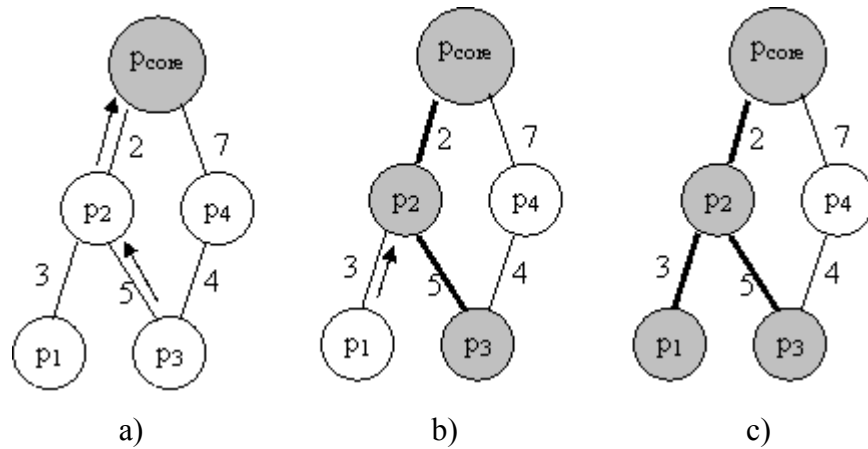 pcore pcore pcore
2 7 2 7 2 7
p2 p4 p2 p4 p2 p4
3 5 4 3 5 4 3 5 4
p1 p3 p1 p3 p1 p3
a) b) c)